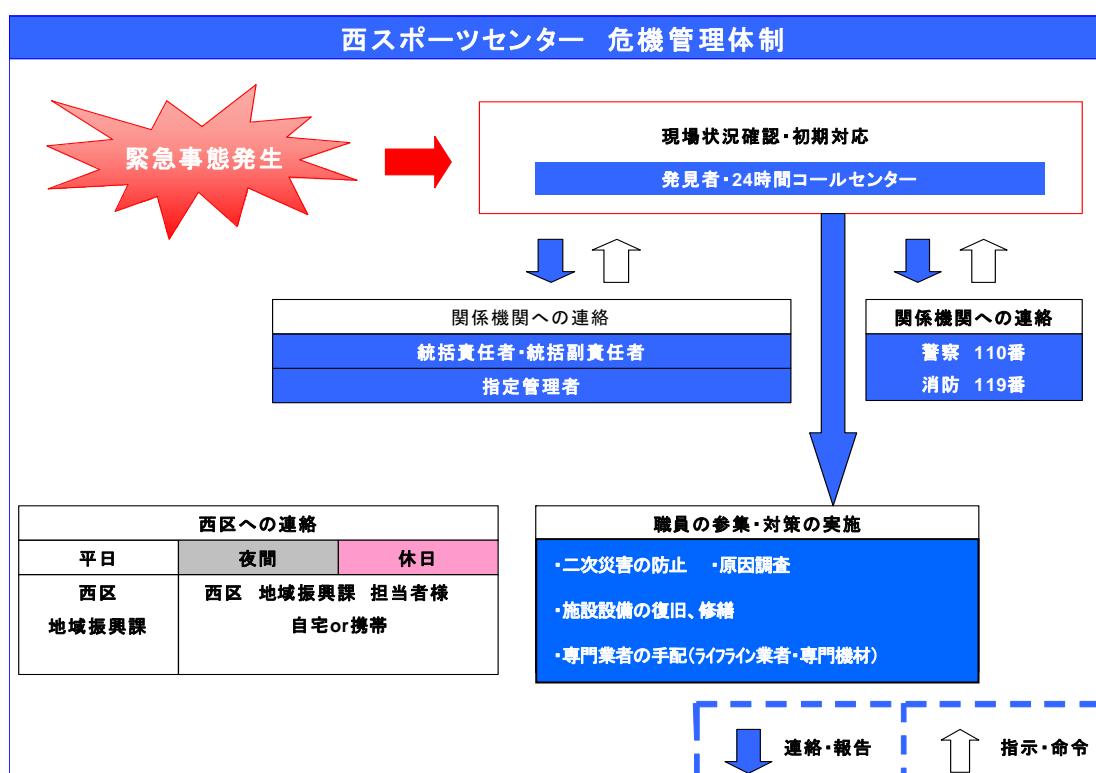 西スポーツセンター 危機管理体制
緊急事態発生
現場状況確認・初期対応
発見者・24時間コールセンター
関係機関への連絡
統括責任者・統括副責任者
指定管理者
関係機関への連絡
警察 110番
消防 119番
西区への連絡
平日 夜間 休日
西区
地域振興課
西区 地域振興課 担当者様
自宅or携帯
職員の参集・対策の実施
・二次災害の防止 ・原因調査
・施設設備の復旧、修繕
・専門業者の手配(ライフライン業者・専門機材)
連絡・報告
指示・命令